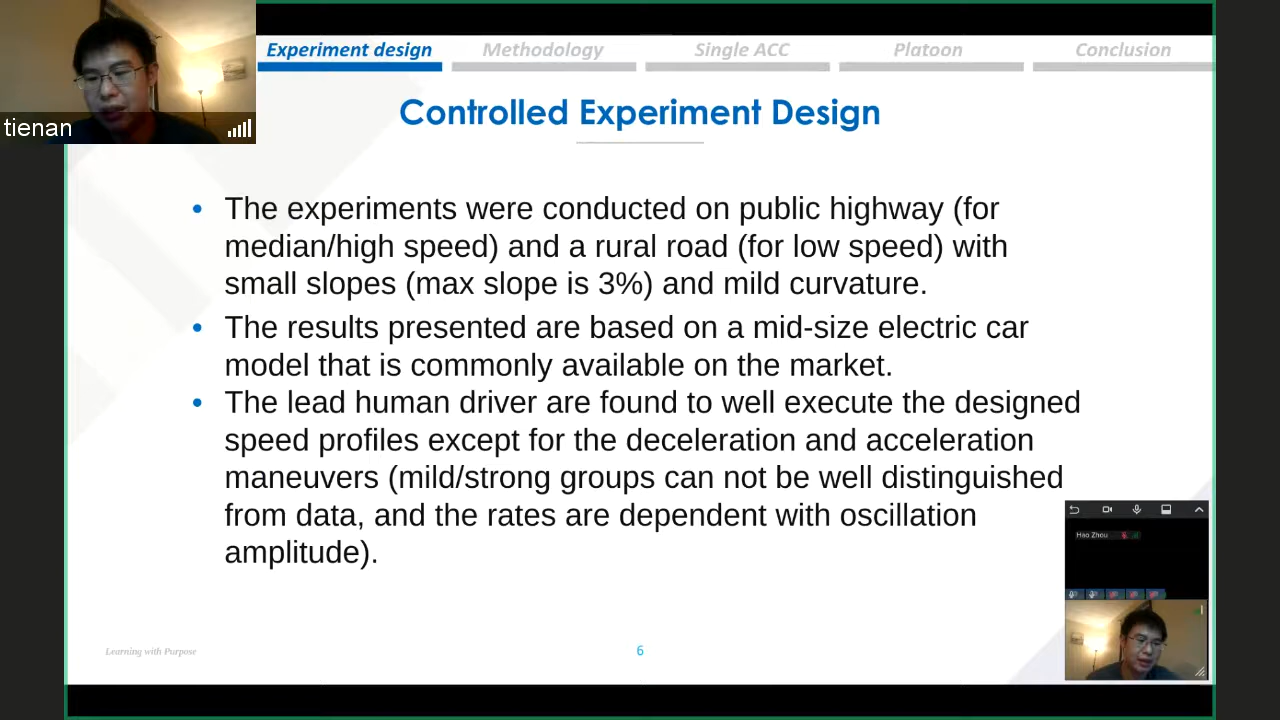 Experiment design
Methodology
Single ACC
Platoon
Conclusion
tienan
Controlled Experiment Design
• The experiments were conducted on public highway (for
median/high speed) and a rural road (for low speed) with
small slopes (max slope is 3%) and mild curvature.
• The results presented are based on a mid-size electric car
model that is commonly available on the market.
• The lead human driver are found to well execute the designed
speed profiles except for the deceleration and acceleration
maneuvers (mild/strong groups can not be well distinguished
from data, and the rates are dependent with oscillation
amplitude).
Hao Zhou
Learning with Purpose
6